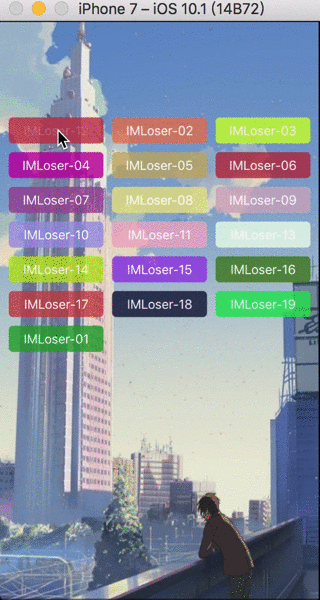 iPhone 7 – iOS 10.1 (14B72)
IMLoser-02
IMLoser-03
IMLoser-04
IMLoser-05
IMLoser-06
IMLoser-07
IMLoser-08
IMLoser-09
IMLoser-10
IMLoser-11
IMLoser-13
IMLoser-14
IMLoser-15
IMLoser-16
IMLoser-17
IMLoser-18
IMLoser-19
IMLoser-01